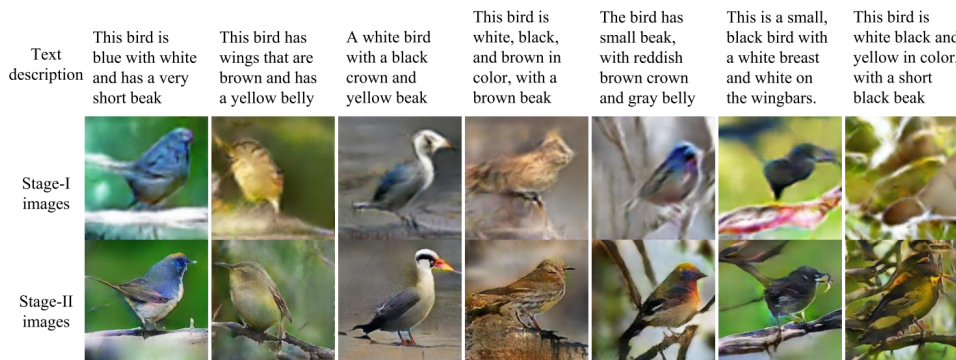 Text
description
This bird is
blue with white
and has a very
short beak
This bird has
wings that are
brown and has
a yellow belly
A white bird
with a black
crown and
yellow beak
This bird is
white, black,
and brown in
color, with a
brown beak
The bird has
small beak,
with reddish
brown crown
and gray belly
This is a small,
black bird with
a white breast
and white on
the wingbars.
This bird is
white black and
yellow in color,
with a short
black beak
Stage-I
images
Stage-II
images